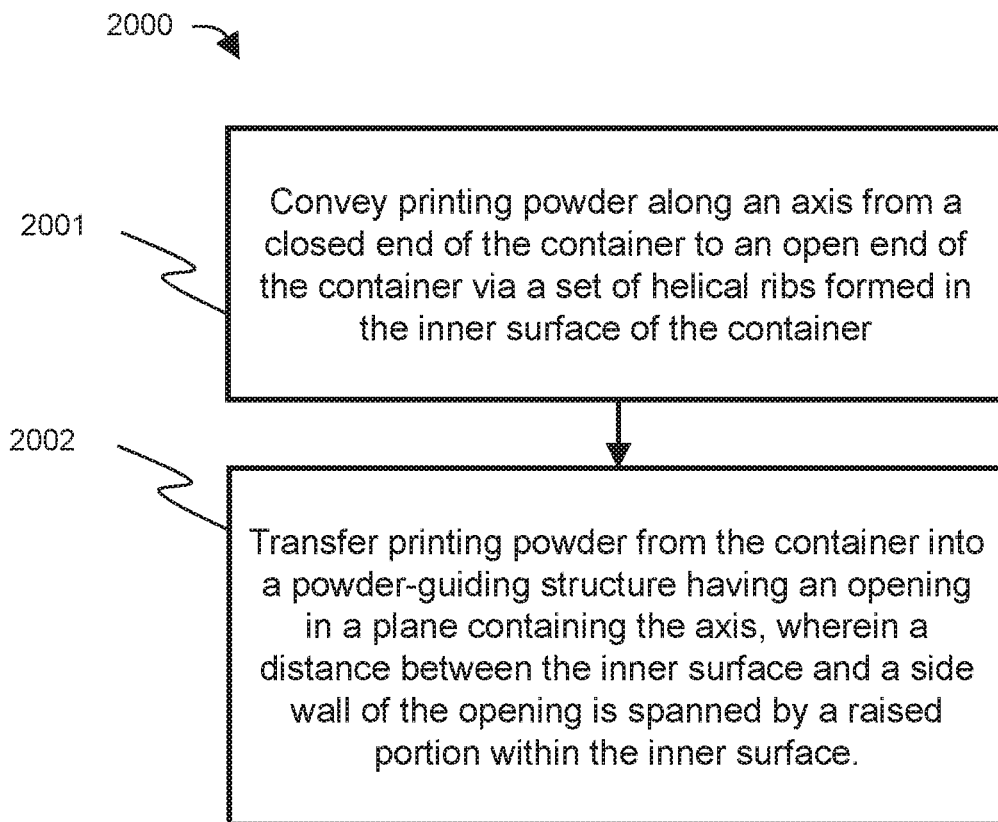 2000
2001
Convey printing powder along an axis from a
closed end of the container to an open end of
the container via a set of helical ribs formed in
the inner surface of the container
2002
Transfer printing powder from the container into
a powder-guiding structure having an opening
in a plane containing the axis, wherein a
distance between the inner surface and a side
wall of the opening is spanned by a raised
portion within the inner surface.